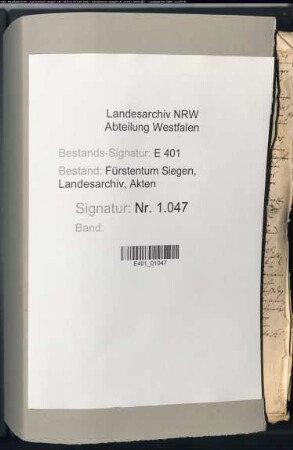 Landesarchiv NRW
Abteilung Westfalen
Bestands-Signatur: E 401
Bestand: Fürstentum Siegen,
Landesarchiv, Akten
Signatur: Nr. 1.047
Band:
E401_01047